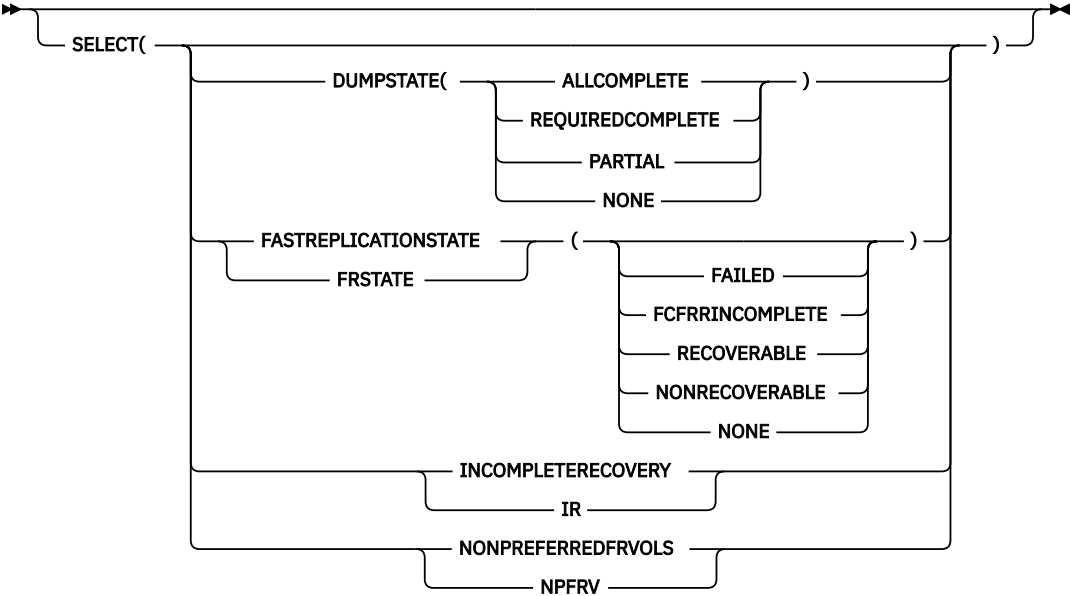 SELECT( )
DUMPSTATE( ALLCOMPLETE )
REQUIREDCOMPLETE
PARTIAL
NONE
FASTREPLICATIONSTATE ( )
FRSTATE FAILED
FCFRRINCOMPLETE
RECOVERABLE
NONRECOVERABLE
NONE
INCOMPLETERECOVERY
IR
NONPREFERREDFRVOLS
NPFRV